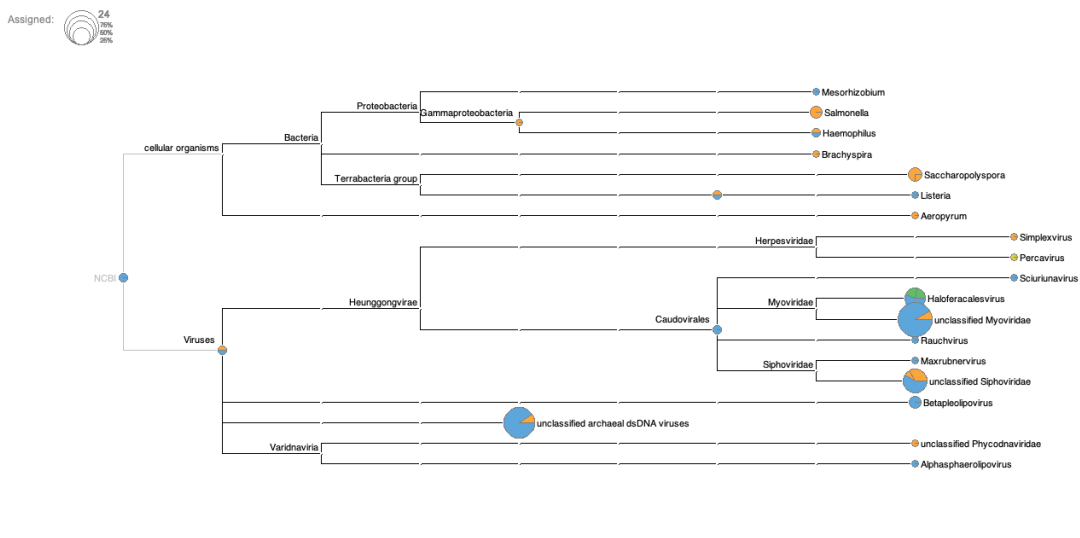 Assigned:
24
75%
50%
25%
Mesorhizobium
Proteobacteria
Gammaproteobacteria
Salmonella
Haemophilus
Bacteria
cellular organisms
Brachyspira
Saccharopolyspora
Terrabacteria group
Listeria
Aeropyrum
Simplexvirus
Herpesviridae
Percavirus
NCBI
Sciuriunavirus
Haloferacalesvirus
Myoviridae
Heunggongvirae
Caudovirales
unclassified Myoviridae
Viruses
Rauchvirus
Maxrubnervirus
Siphoviridae
unclassified Siphoviridae
Betapleolipovirus
unclassified archaeal dsDNA viruses
unclassified Phycodnaviridae
Varidnaviria
Alphasphaerolipovirus